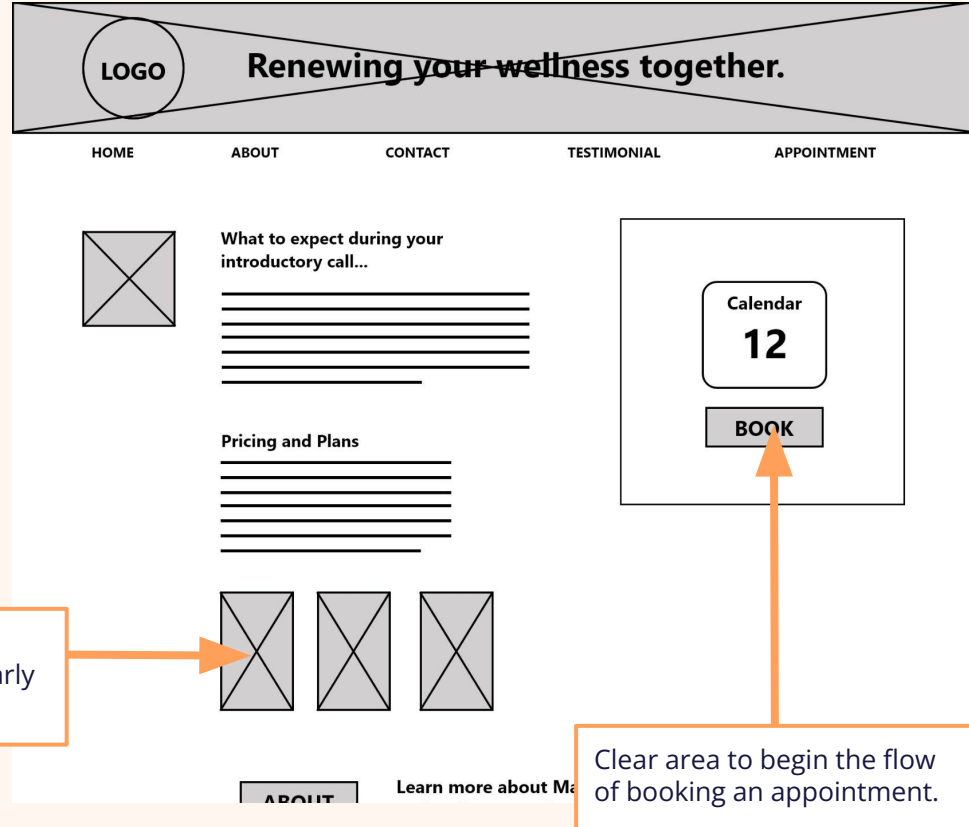 LOGO
Renewing your wellness together.
HOME ABOUT CONTACT TESTIMONIAL APPOINTMENT
What to expect during your
introductory call...
Calendar
12
BOOK
Pricing and Plans
Clear area to begin the flow
of booking an appointment.
ABOUT
Learn more about